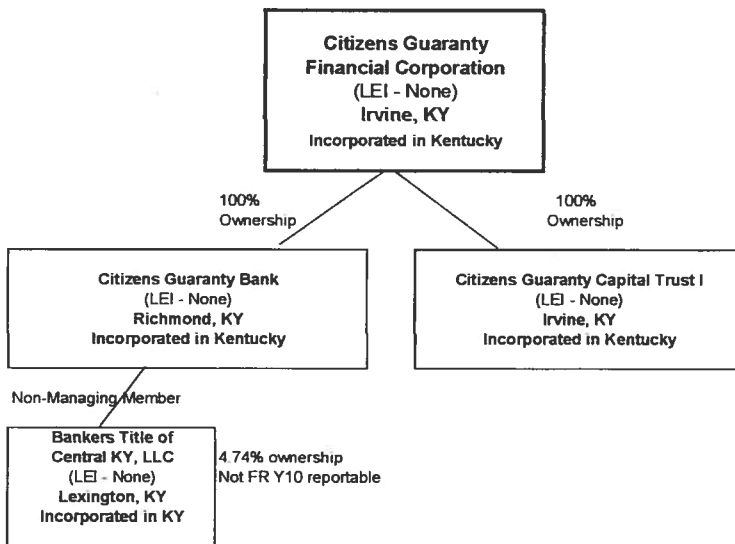 Citizens Guaranty
Financial Corporation
(LEI - None)
Irvine, KY
Incorporated in Kentucky
100%
Ownership
100%
Ownership
Citizens Guaranty Bank
(LEI - None)
Richmond, KY
Incorporated in Kentucky
Citizens Guaranty Capital Trust I
(LEI - None)
Irvine, KY
Incorporated in Kentucky
Non-Managing Member
Bankers Title of
Central KY, LLC
(LEI - None)
Lexington, KY
Incorporated in KY
4.74% ownership
Not FR Y10 reportable